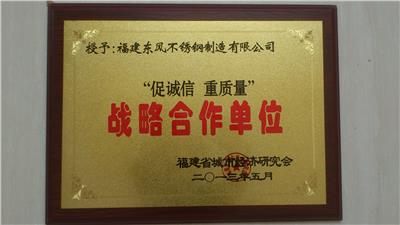 授予：福建东风不锈钢制造有限公司
“促诚信 重质量”
战略合作单位
福建省城市经济研究会
二〇一三年五月